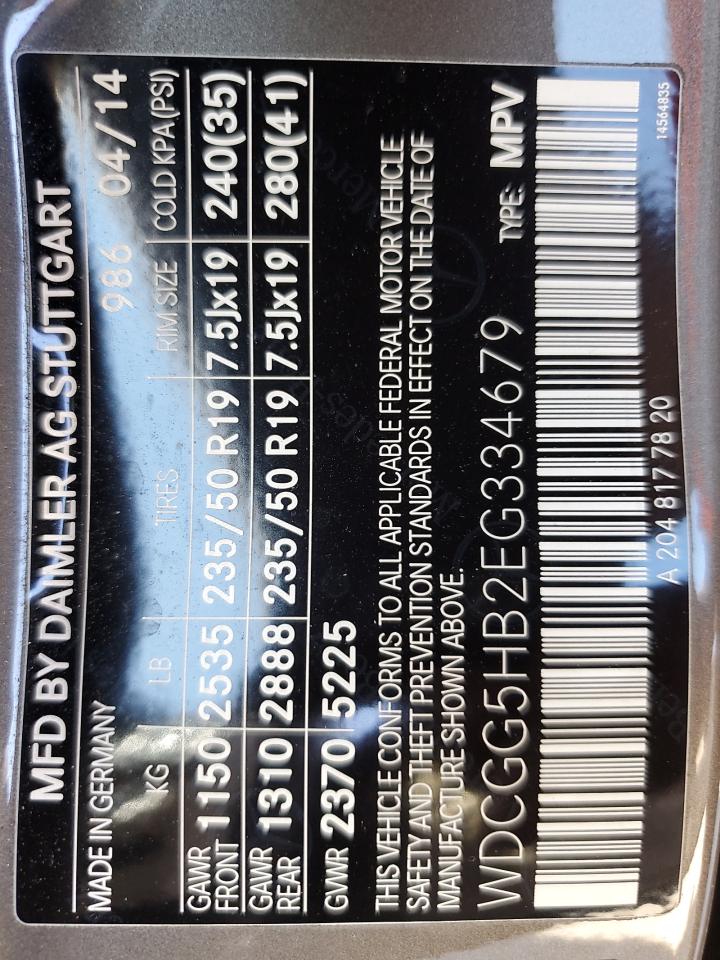 MFD BY DAIMLER AG STUTTGART
MADE IN GERMANY 986 04/14
KG LB TIRES RIM SIZE COLD KPA(PSI)
GAWR FRONT 1150 2535 235/50 R19 7.5Jx19 240(35)
GAWR REAR 1310 2888 235/50 R19 7.5Jx19 280(41)
GVWR 2370 5225
THIS VEHICLE CONFORMS TO ALL APPLICABLE FEDERAL MOTOR VEHICLE
SAFETY AND THEFT PREVENTION STANDARDS IN EFFECT ON THE DATE OF
MANUFACTURE SHOWN ABOVE.
WDCGG5HB2EG334679 TYPE: MPV
A 204 817 78 20 14564835